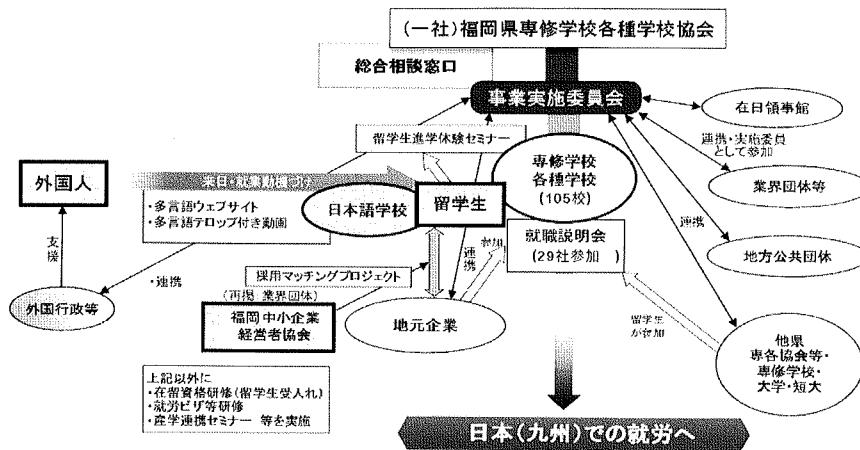 (一社)福岡県専修学校各種学校協会
総合相談窓口
事業実施委員会
在日領事館
留学生進学体験セミナー
連携・実施委員
として参加
専修学校
各種学校
(105校)
外国人
来日・就業動機づけ
業界団体等
・多言語ウェブサイト
・多言語テロップ付き動画
日本語学校
留学生
支援
就職説明会
(29社参加 )
参加
連携
連携
地方公共団体
採用マッチングプロジェクト
・連携
(再掲 業界団体)
外国行政等
福岡中小企業
経営者協会
地元企業
留学生
が参加
他県
専各協会等・
専修学校・
大学・短大
上記以外に
・在留資格研修(留学生受入れ)
・就労ビザ等研修
・産学連携セミナー 等を実施
日本(九州)での就労へ